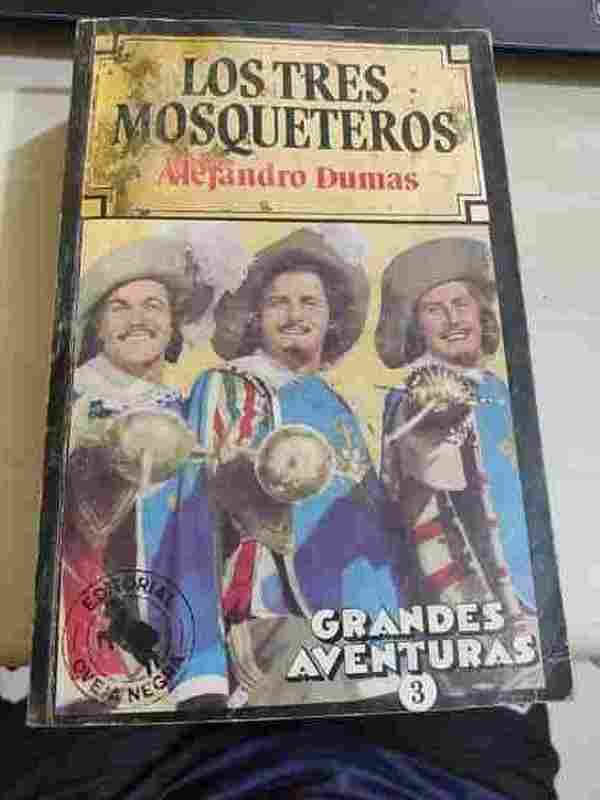 LOS TRES
MOSQUETEROS
Alejandro Dumas
EDITORIAL
OVEJA NEGRA
GRANDES
AVENTURAS
3